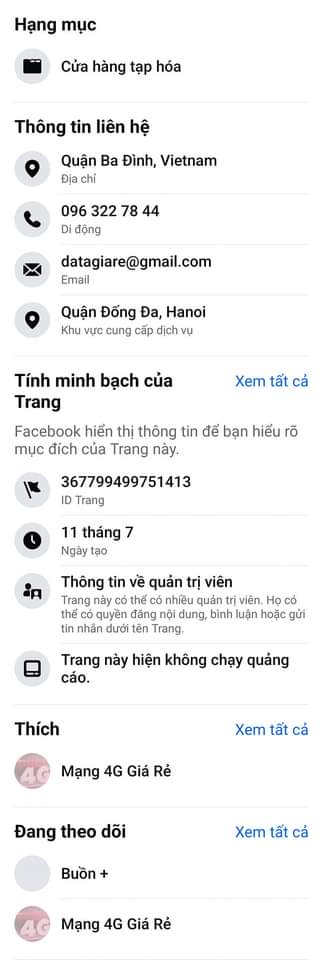 Hạng mục
Cửa hàng tạp hóa
Thông tin liên hệ
Quận Ba Đình, Vietnam
Địa chỉ
096 322 78 44
Di động
datagiare@gmail.com
Email
Quận Đống Đa, Hanoi
Khu vực cung cấp dịch vụ
Tính minh bạch của
Trang
Xem tất cả
Facebook hiển thị thông tin để bạn hiểu rõ
mục đích của Trang này.
367799499751413
ID Trang
11 tháng 7
Ngày tạo
Thông tin về quản trị viên
Trang này có thể có nhiều quản trị viên. Họ có
thể có quyền đăng nội dung, bình luận hoặc gửi
tin nhắn dưới tên Trang.
Trang này hiện không chạy quảng
cáo.
Thích
Xem tất cả
4G
Mạng 4G Giá Rẻ
Đang theo dõi
Xem tất cả
Buồn +
4G
Mạng 4G Giá Rẻ